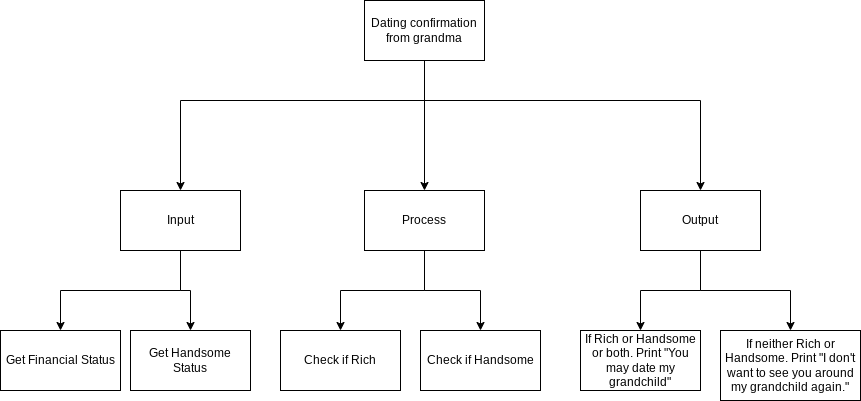 Dating confirmation
from grandma
Input
Process
Output
Get Financial Status
Get Handsome
Status
Check if Rich
Check if Handsome
If Rich or Handsome
or both. Print "You
may date my
grandchild"
If neither Rich or
Handsome. Print "I don't
want to see you around
my grandchild again."